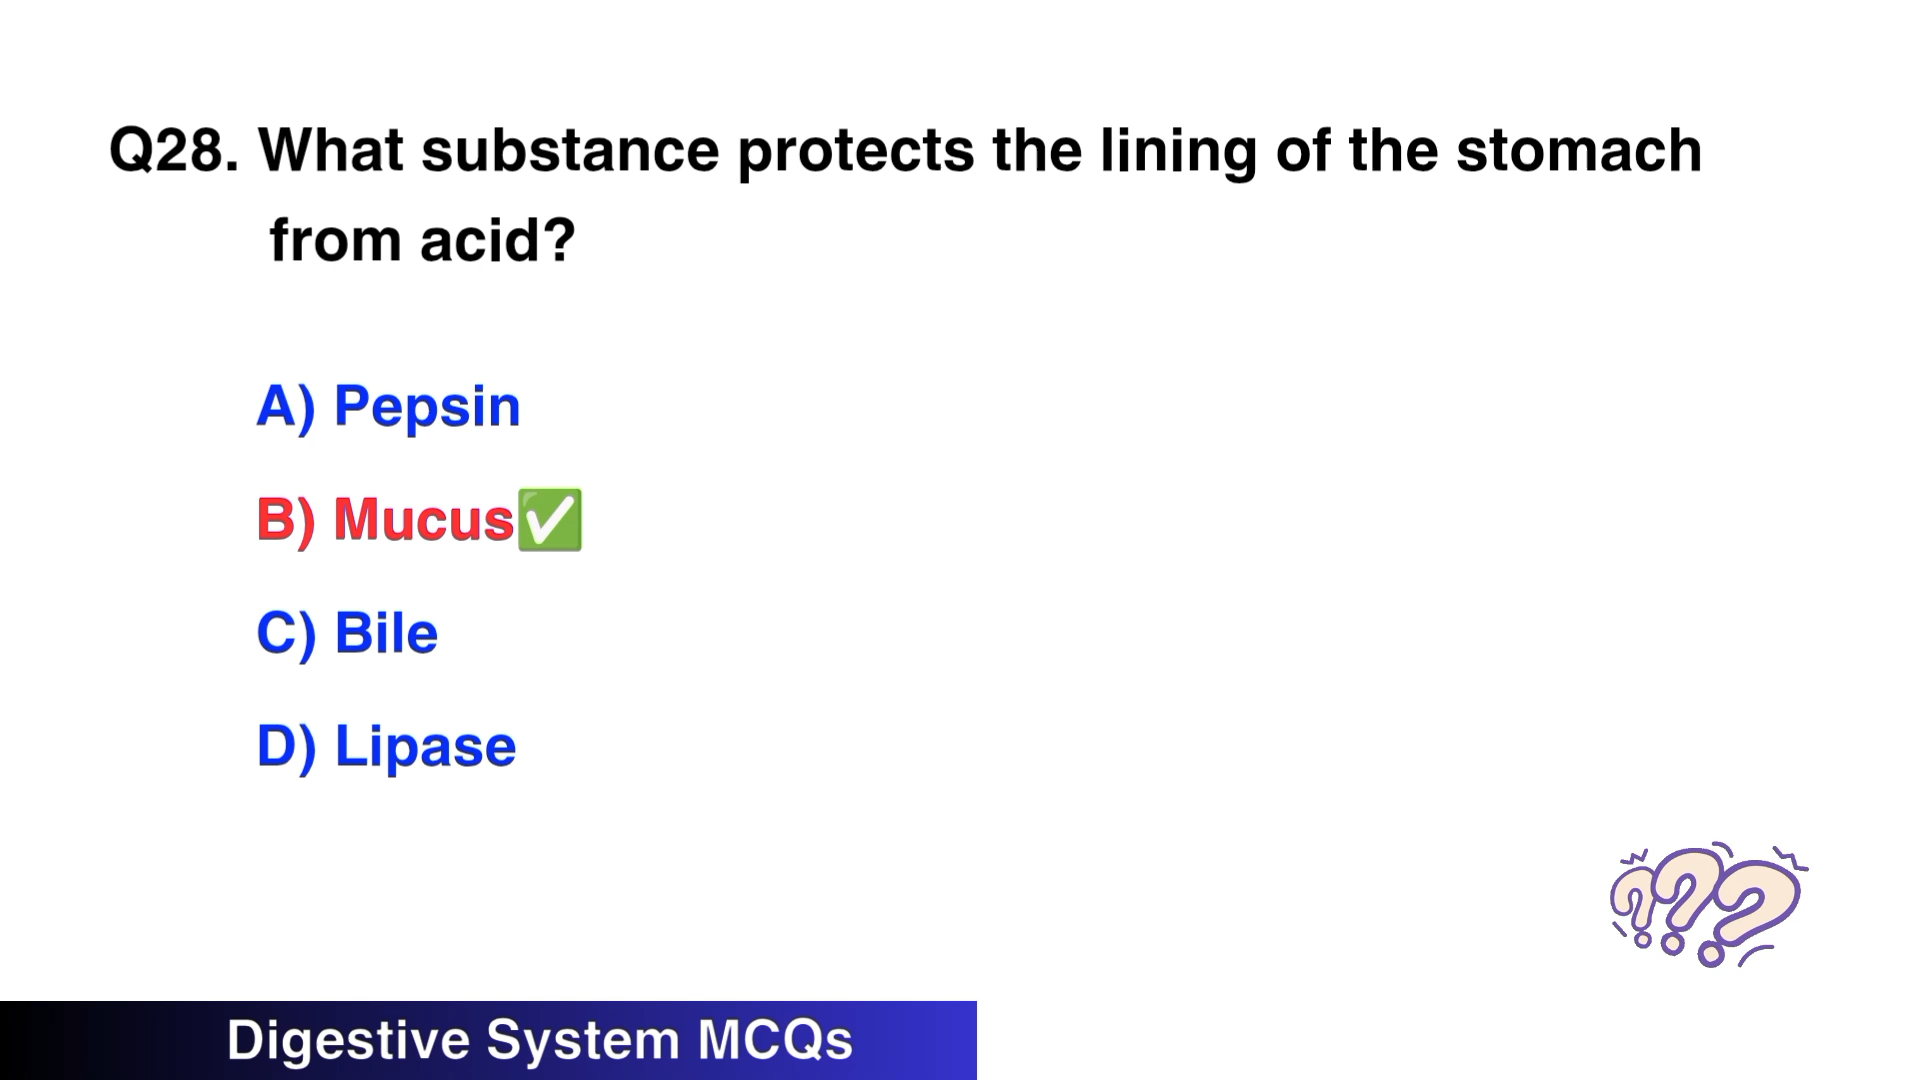 Q28. What substance protects the lining of the stomach
from acid?
A) Pepsin
B) Mucus✅
C) Bile
D) Lipase
???
Digestive System MCQs